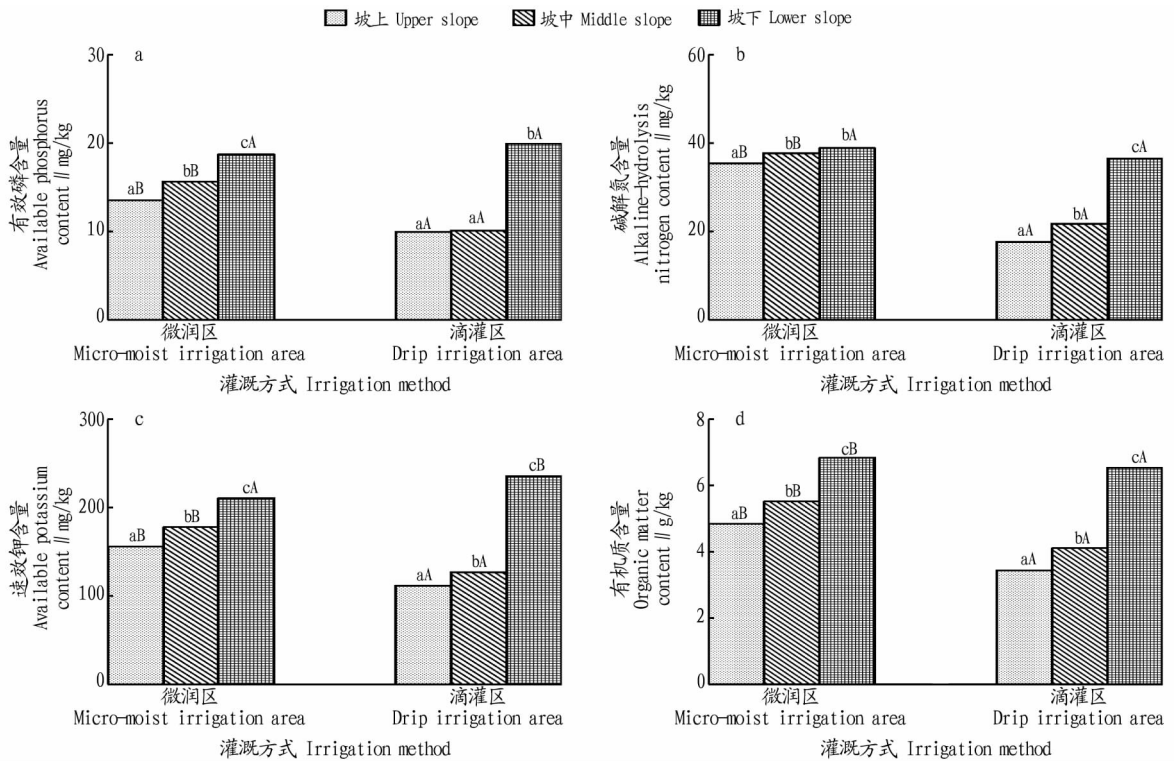 坡上 Upper slope 坡中 Middle slope 坡下 Lower slope
a
有效磷含量
Available phosphorus
content∥mg/kg
30
20
10
0
aB bB cA aA aA bA
微润区 滴灌区
Micro-moist irrigation area Drip irrigation area
灌溉方式 Irrigation method
b
碱解氮含量
Alkaline-hydrolysis
nitrogen content∥mg/kg
60
40
20
0
aB bB bA aA bA cA
微润区 滴灌区
Micro-moist irrigation area Drip irrigation area
灌溉方式 Irrigation method
c
速效钾含量
Available potassium
content∥mg/kg
300
200
100
0
aB bB cA aA bA cB
微润区 滴灌区
Micro-moist irrigation area Drip irrigation area
灌溉方式 Irrigation method
d
有机质含量
Organic matter
content∥g/kg
8
6
4
2
0
aB bB cB aA bA cA
微润区 滴灌区
Micro-moist irrigation area Drip irrigation area
灌溉方式 Irrigation method